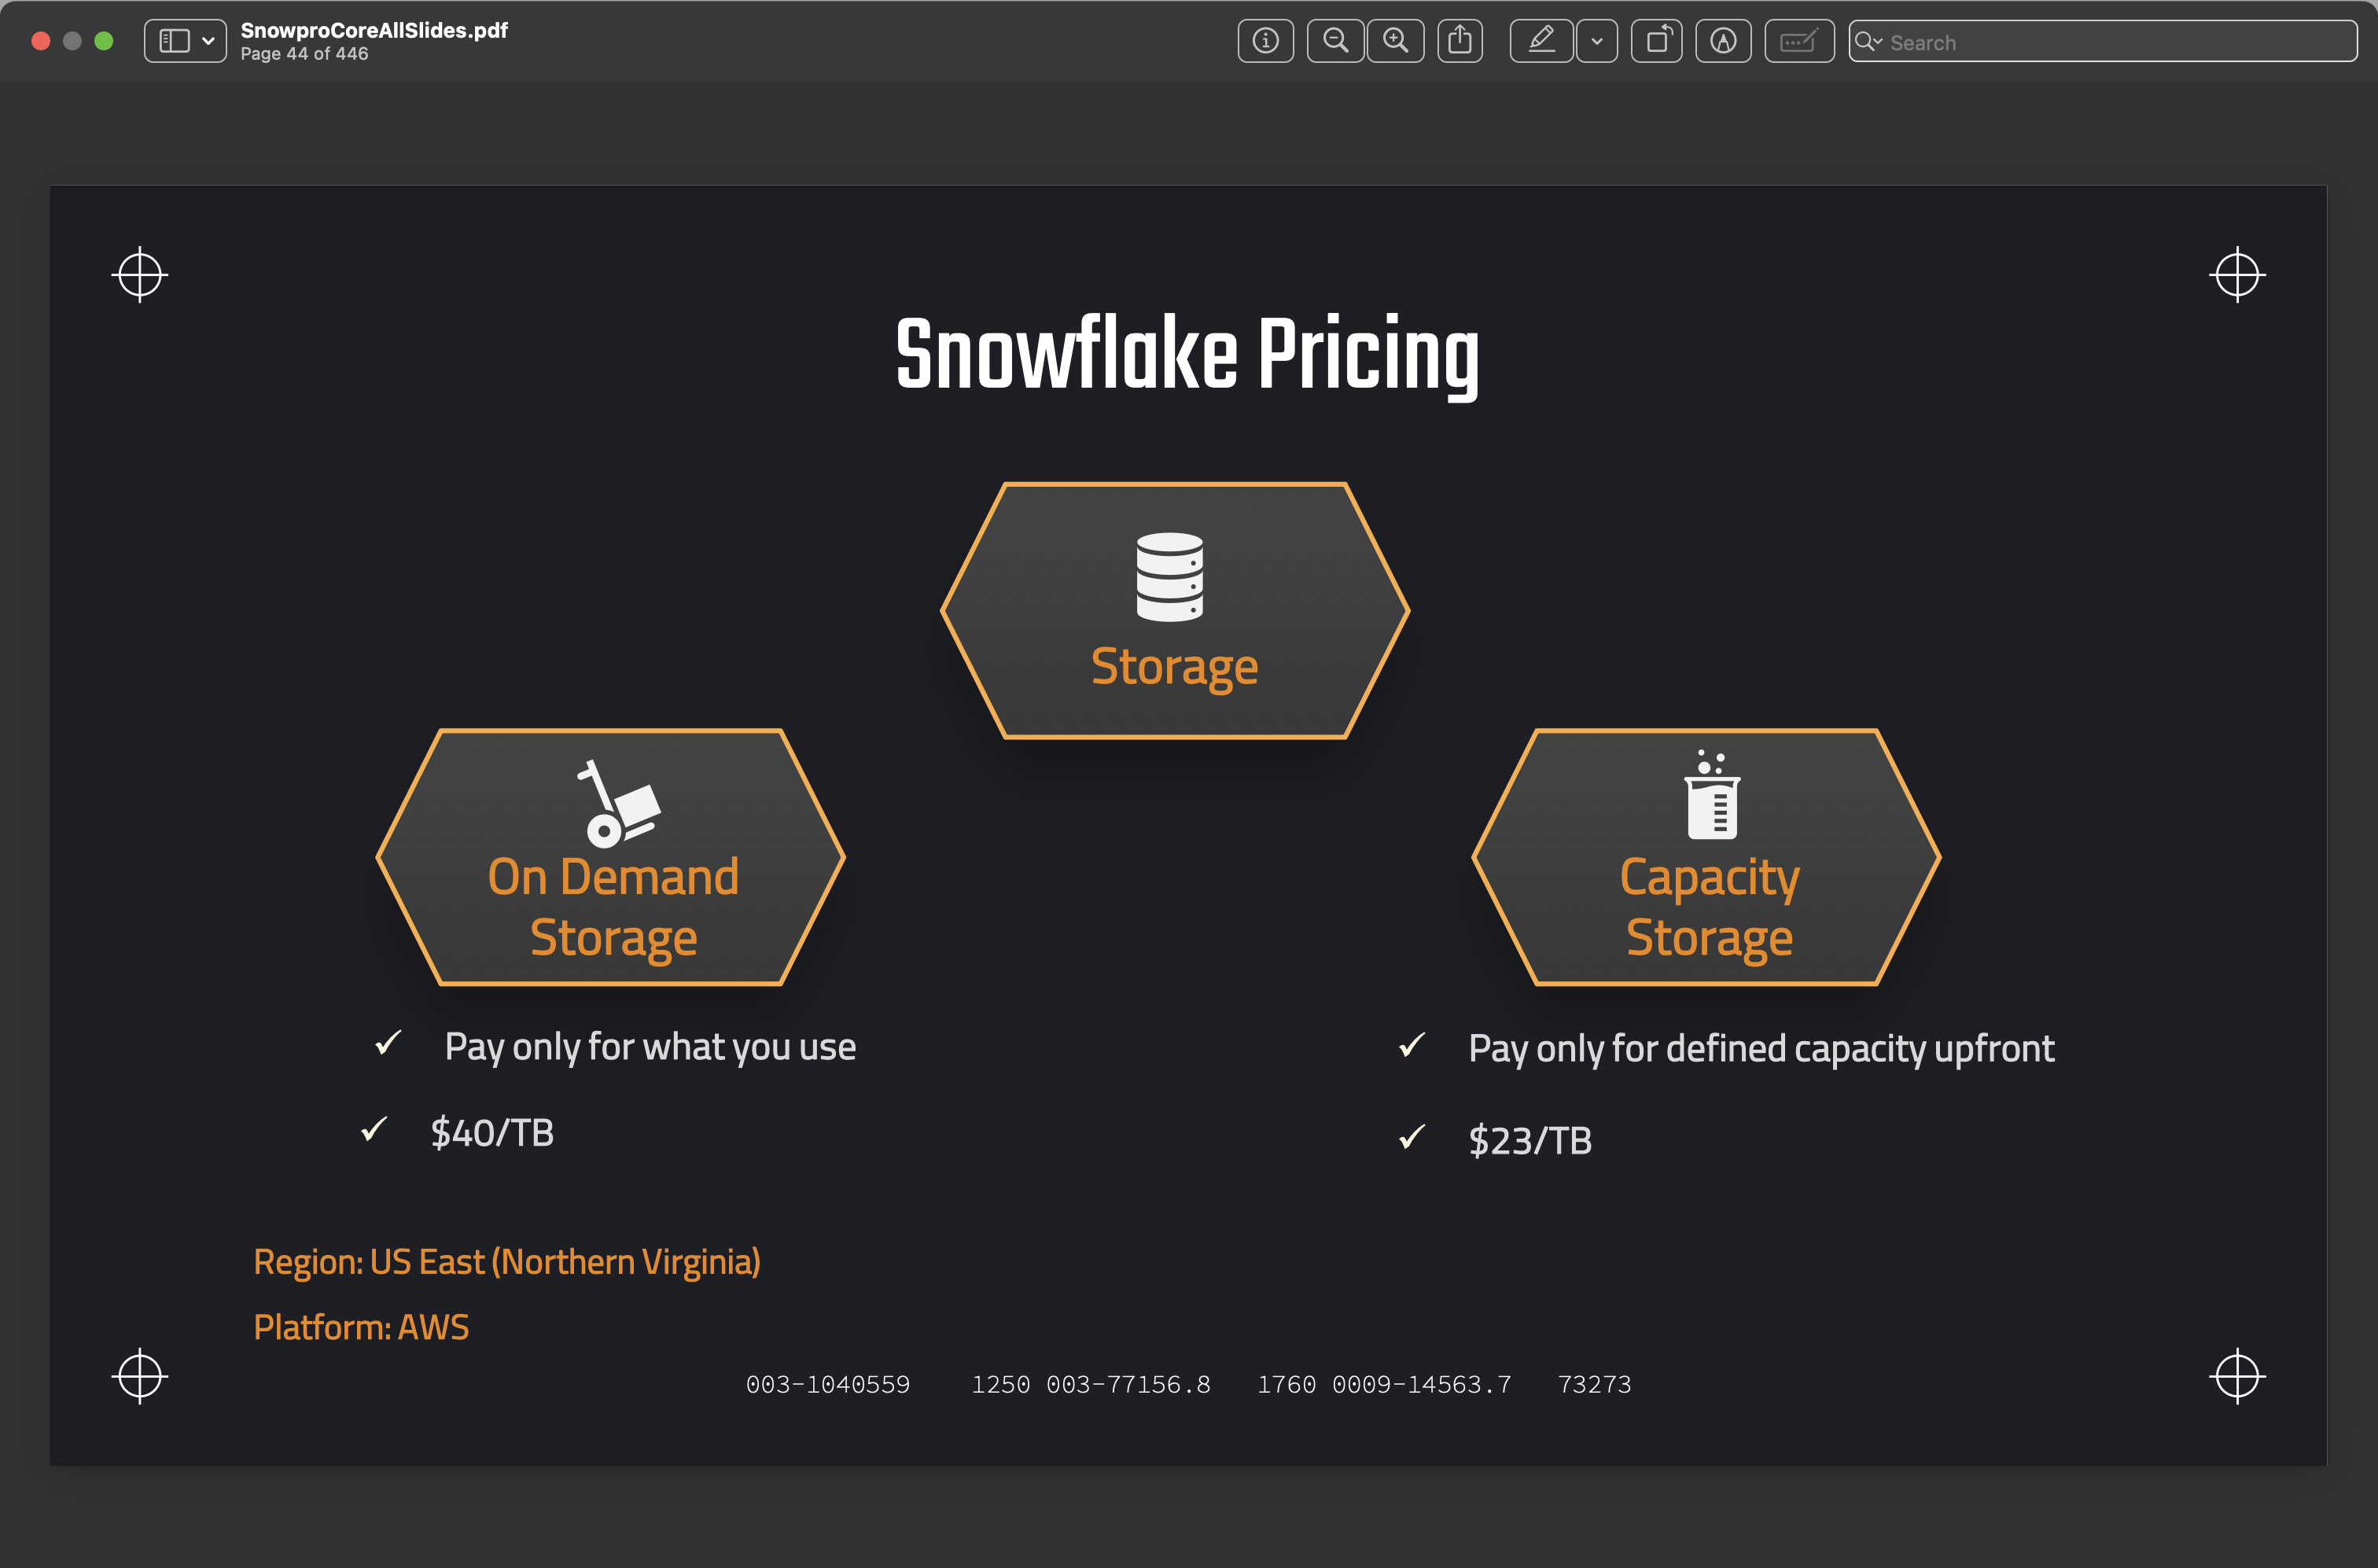 SnowproCoreAllSlides.pdf
Page 44 of 446
Search
Snowflake Pricing
Storage
On Demand
Storage
Capacity
Storage
Pay only for what you use
$40/TB
Pay only for defined capacity upfront
$23/TB
Region: US East (Northern Virginia)
Platform: AWS
003-1040559 1250 003-77156.8 1760 0009-14563.7 73273